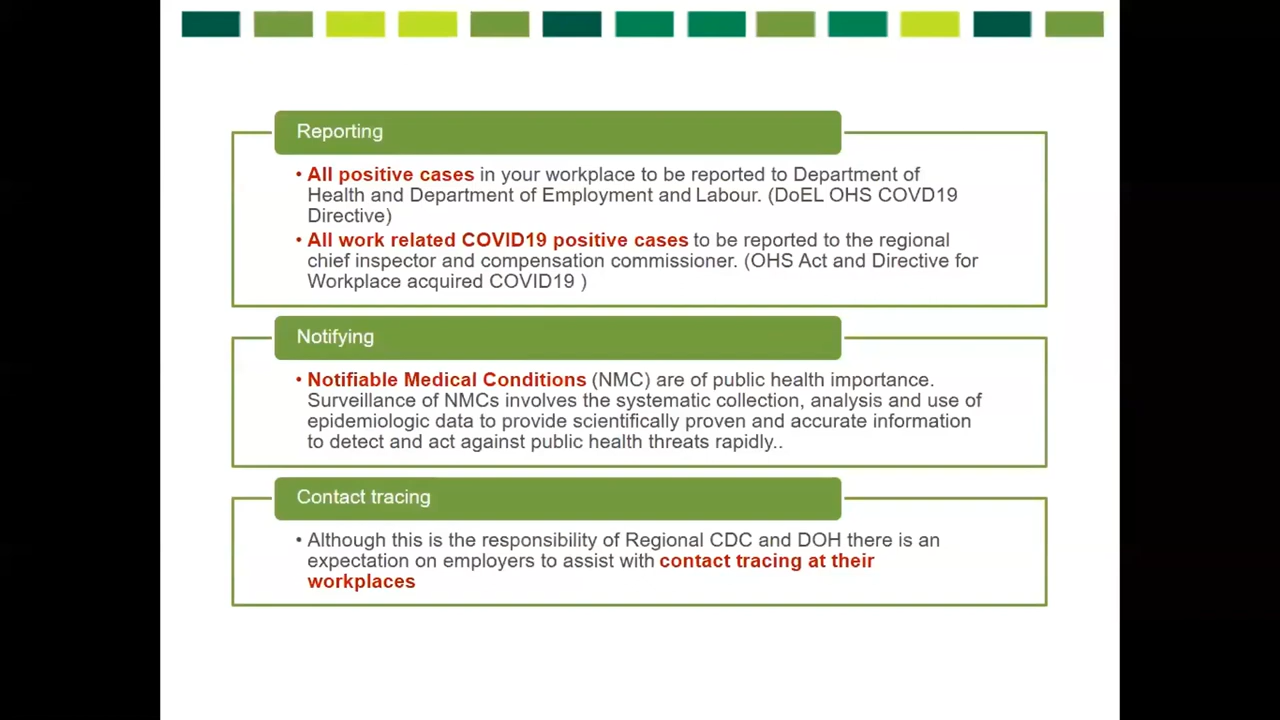 Reporting
• All positive cases in your workplace to be reported to Department of
Health and Department of Employment and Labour. (DoEL OHS COVD19
Directive)
• All work related COVID19 positive cases to be reported to the regional
chief inspector and compensation commissioner. (OHS Act and Directive for
Workplace acquired COVID19 )
Notifying
• Notifiable Medical Conditions (NMC) are of public health importance.
Surveillance of NMCs involves the systematic collection, analysis and use of
epidemiologic data to provide scientifically proven and accurate information
to detect and act against public health threats rapidly..
Contact tracing
• Although this is the responsibility of Regional CDC and DOH there is an
expectation on employers to assist with contact tracing at their
workplaces